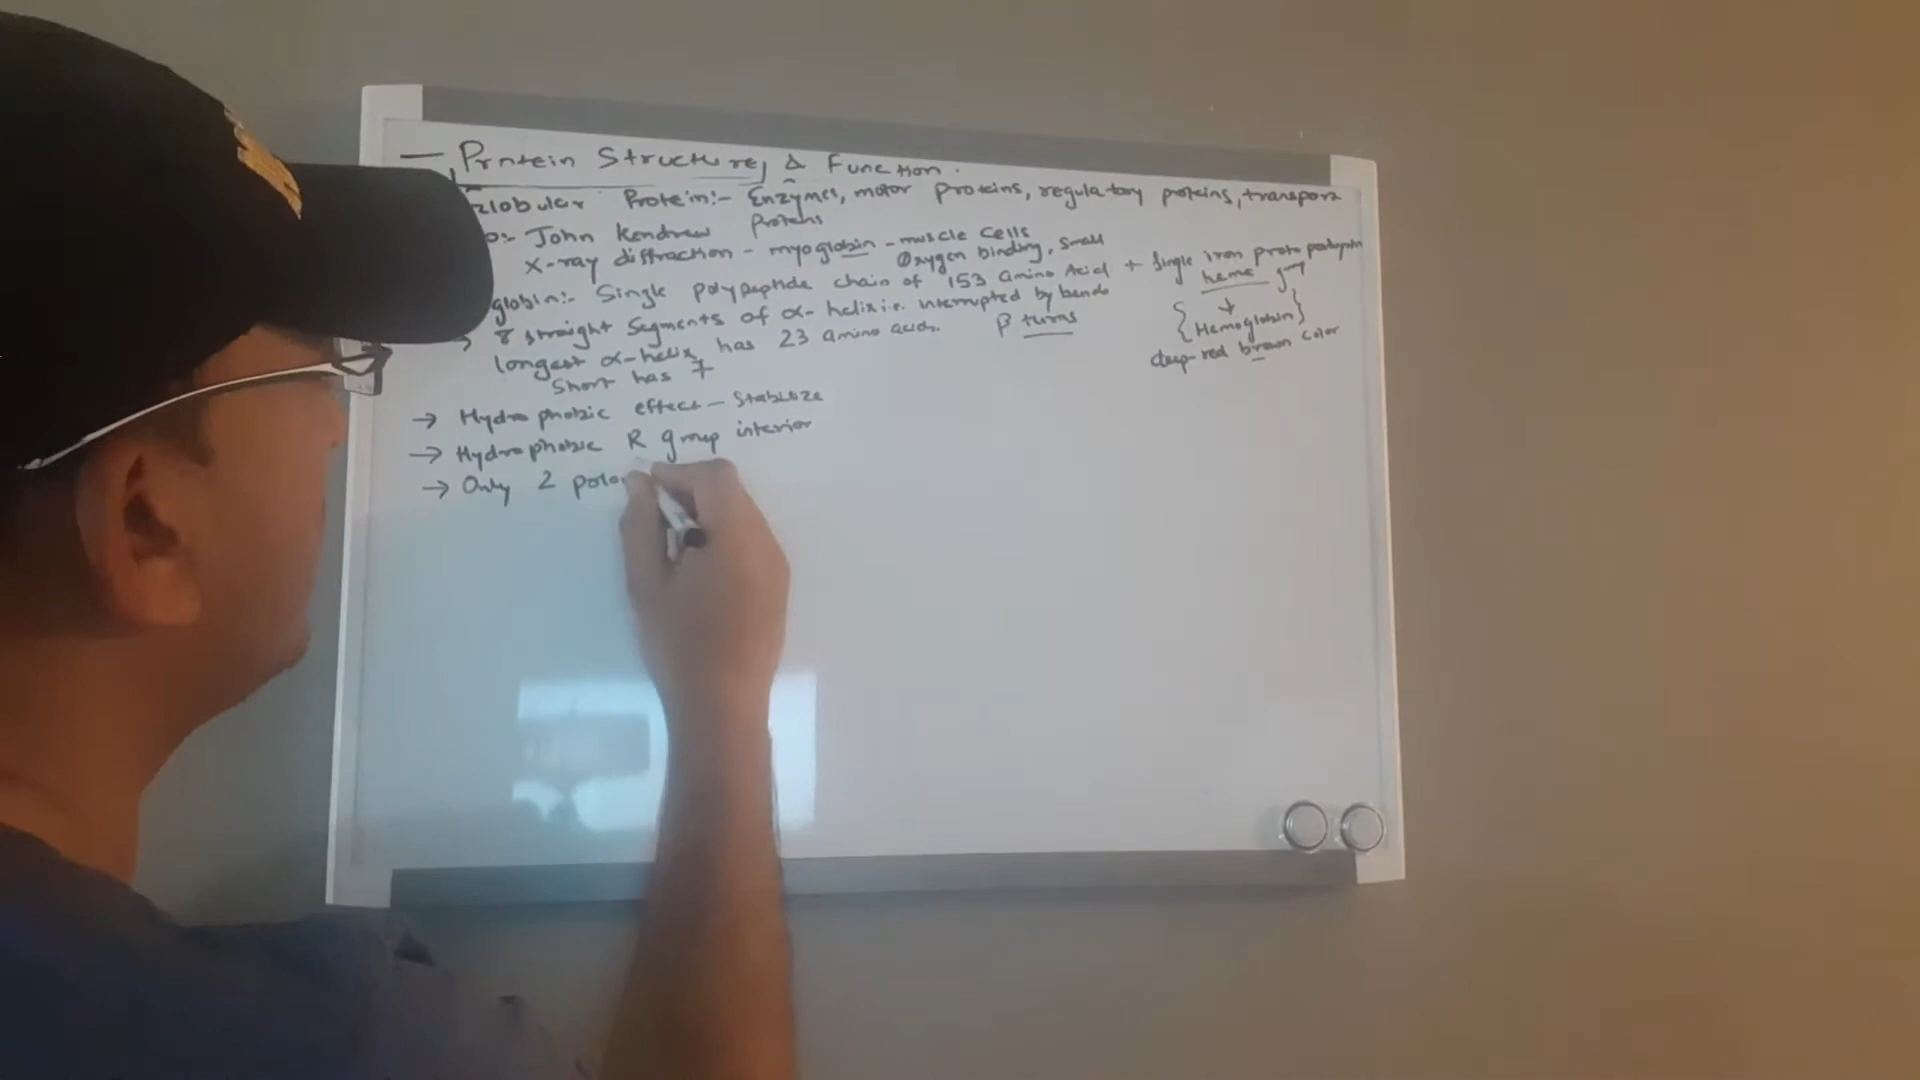 — Protein Structure, & Function.
Globular Protein:- Enzymes, motor proteins, regulatory proteins, transport
proteins
:- John Kendrew
X-ray diffraction - myoglobin - muscle cells
Oxygen binding, small
globin:- Single polypeptide chain of 153 amino Acid + Single iron proto porphyrin
heme
8 straight segments of α- helix i.e. interrupted by bends
β turns
{Hemoglobin}
deep-red brown color
longest α-helix has 23 amino acids.
Short has 7
→ Hydrophobic effect - Stabilize
→ Hydrophobic R group interior
→ Only 2 polar